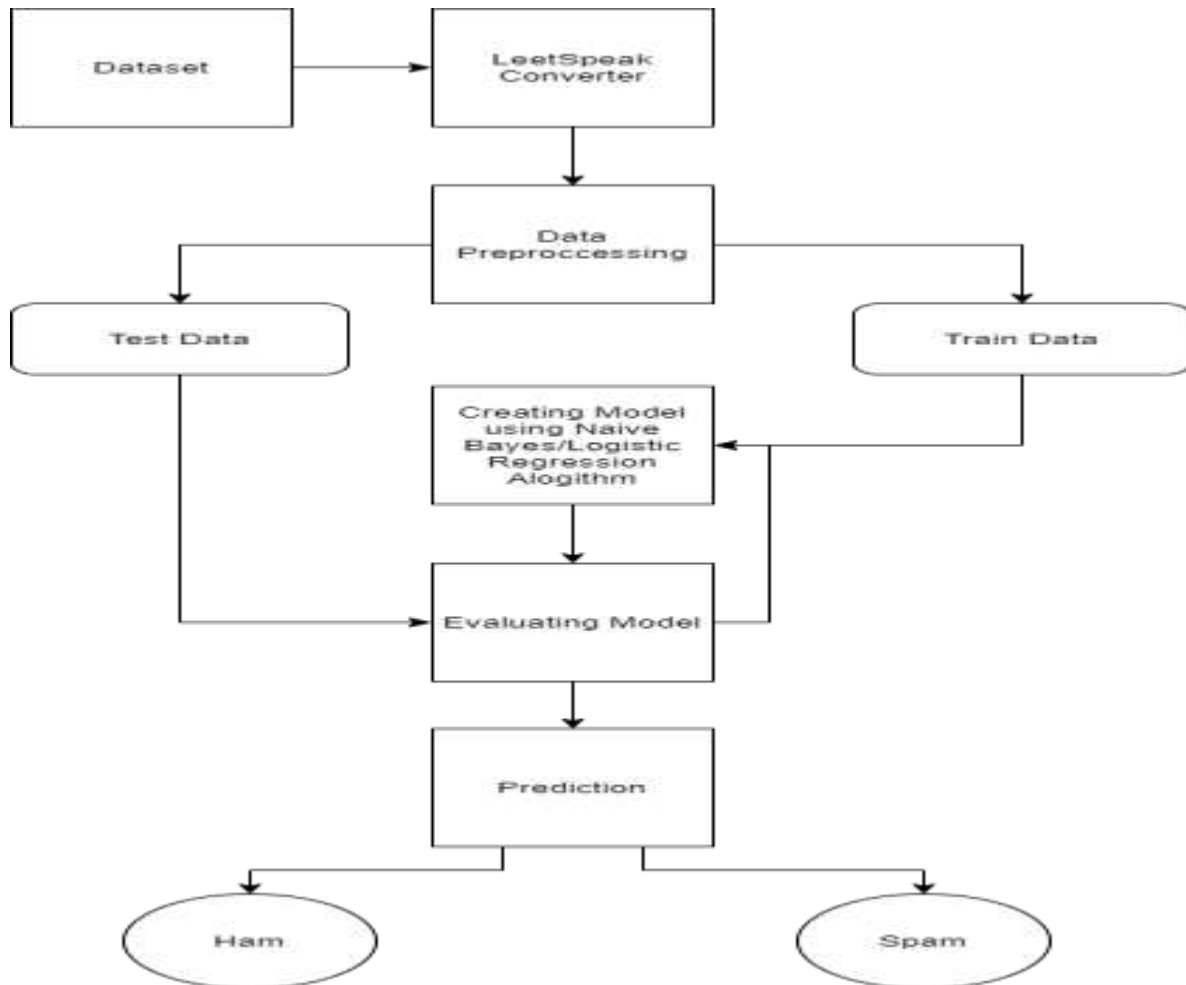 Dataset
LeetSpeak
Converter
Data
Preproccessing
Test Data
Train Data
Creating Model
using Naive
Bayes/Logistic
Regression
Alogithm
Evaluating Model
Prediction
Ham
Spam